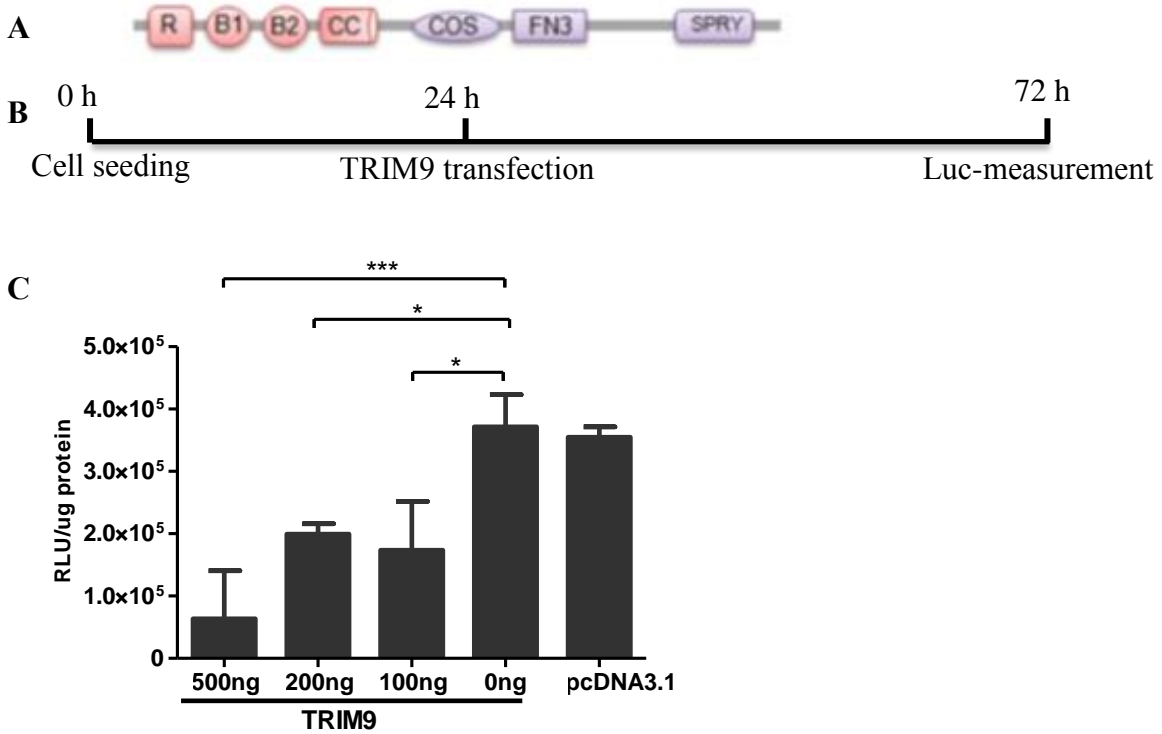 A
R B1 B2 CC COS FN3 SPRY
B
0 h 24 h 72 h
Cell seeding TRIM9 transfection Luc-measurement
C
***
*
*
RLU/ug protein
5.0×10⁵
4.0×10⁵
3.0×10⁵
2.0×10⁵
1.0×10⁵
0
500ng 200ng 100ng 0ng pcDNA3.1
TRIM9